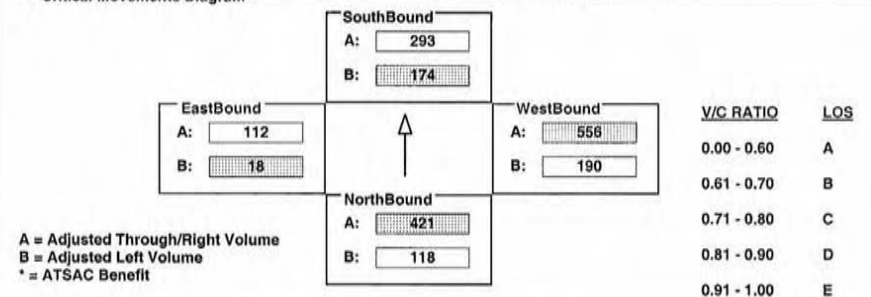 Critical Movements Diagram
SouthBound
A: 293
B: 174
EastBound
A: 112
B: 18
WestBound
A: 556
B: 190
NorthBound
A: 421
B: 118
A = Adjusted Through/Right Volume
B = Adjusted Left Volume
* = ATSAC Benefit
V/C RATIO LOS
0.00 - 0.60 A
0.61 - 0.70 B
0.71 - 0.80 C
0.81 - 0.90 D
0.91 - 1.00 E